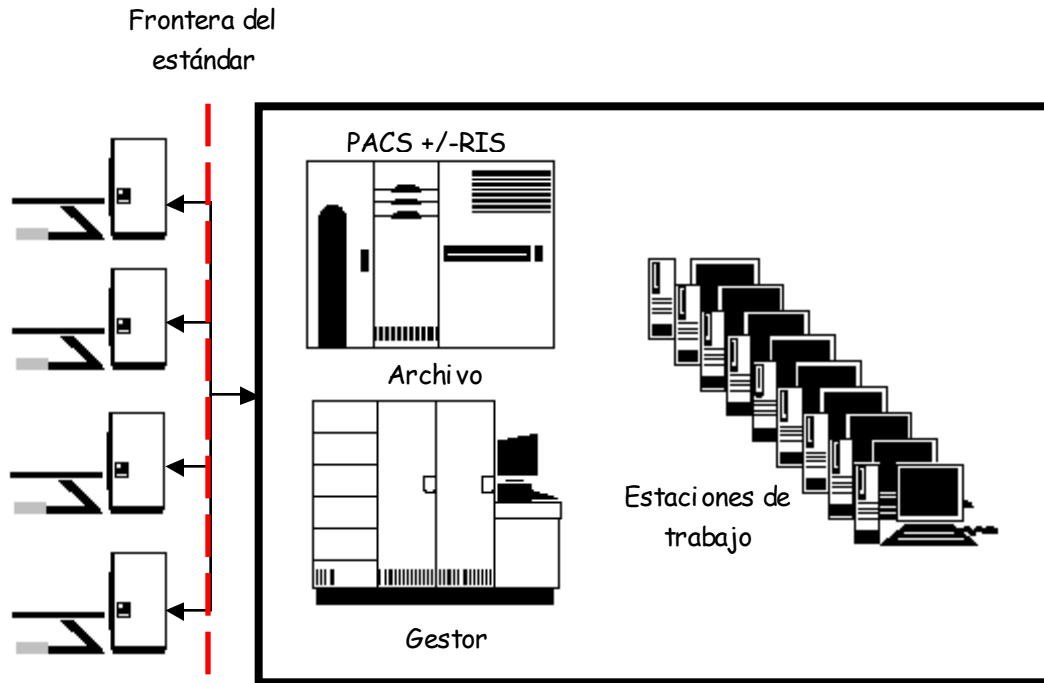 Frontera del
estándar
PACS +/-RIS
Archivo
Estaciones de
trabajo
Gestor